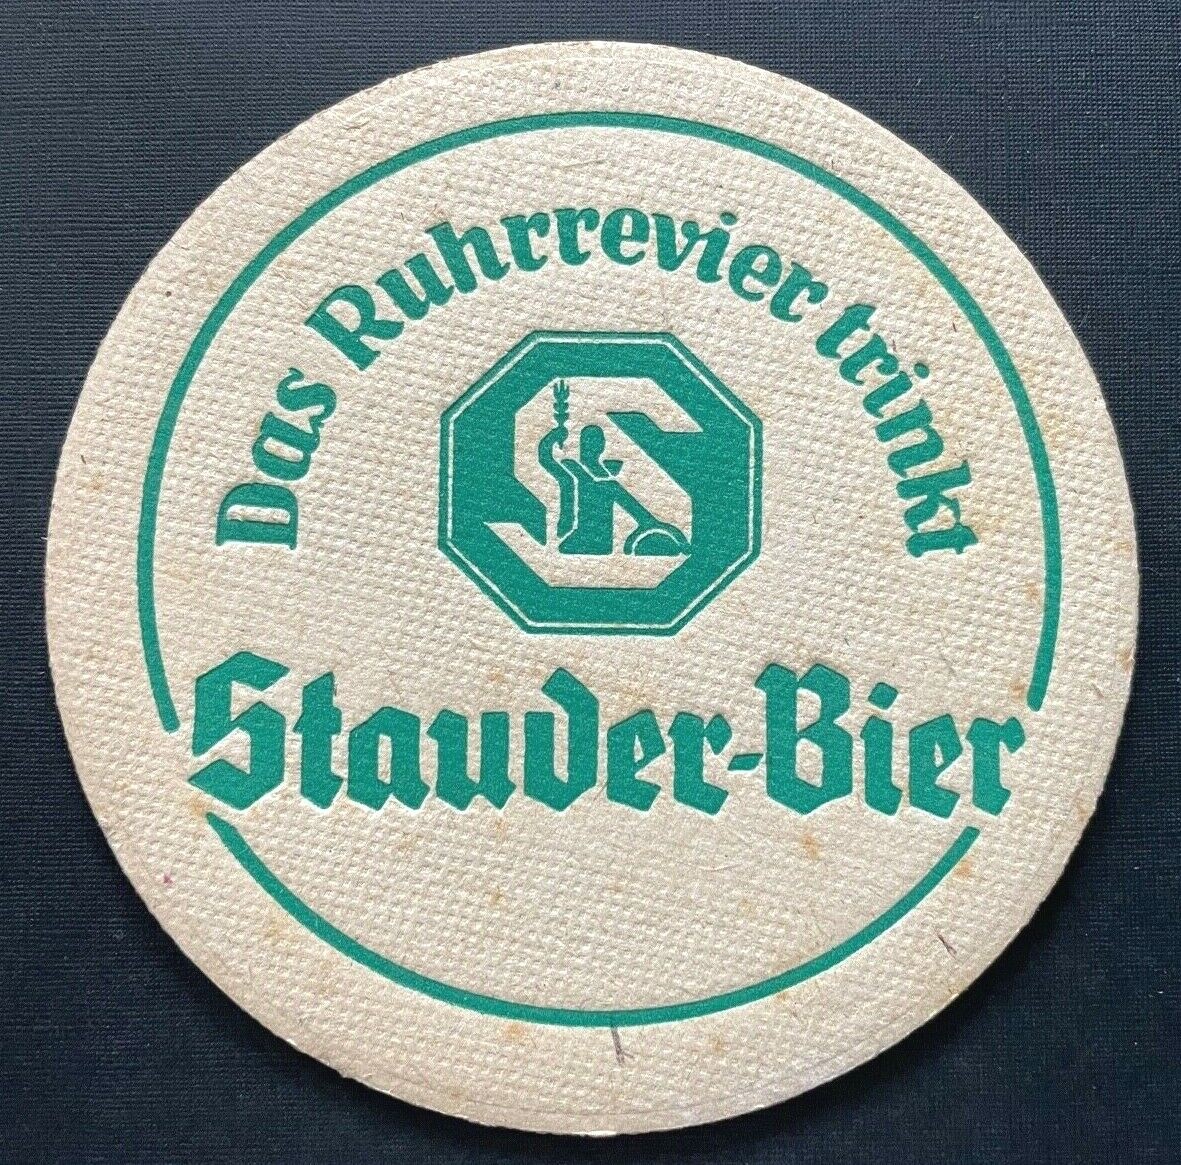 Das Ruhrrevier trinkt
S
Stauder-Bier